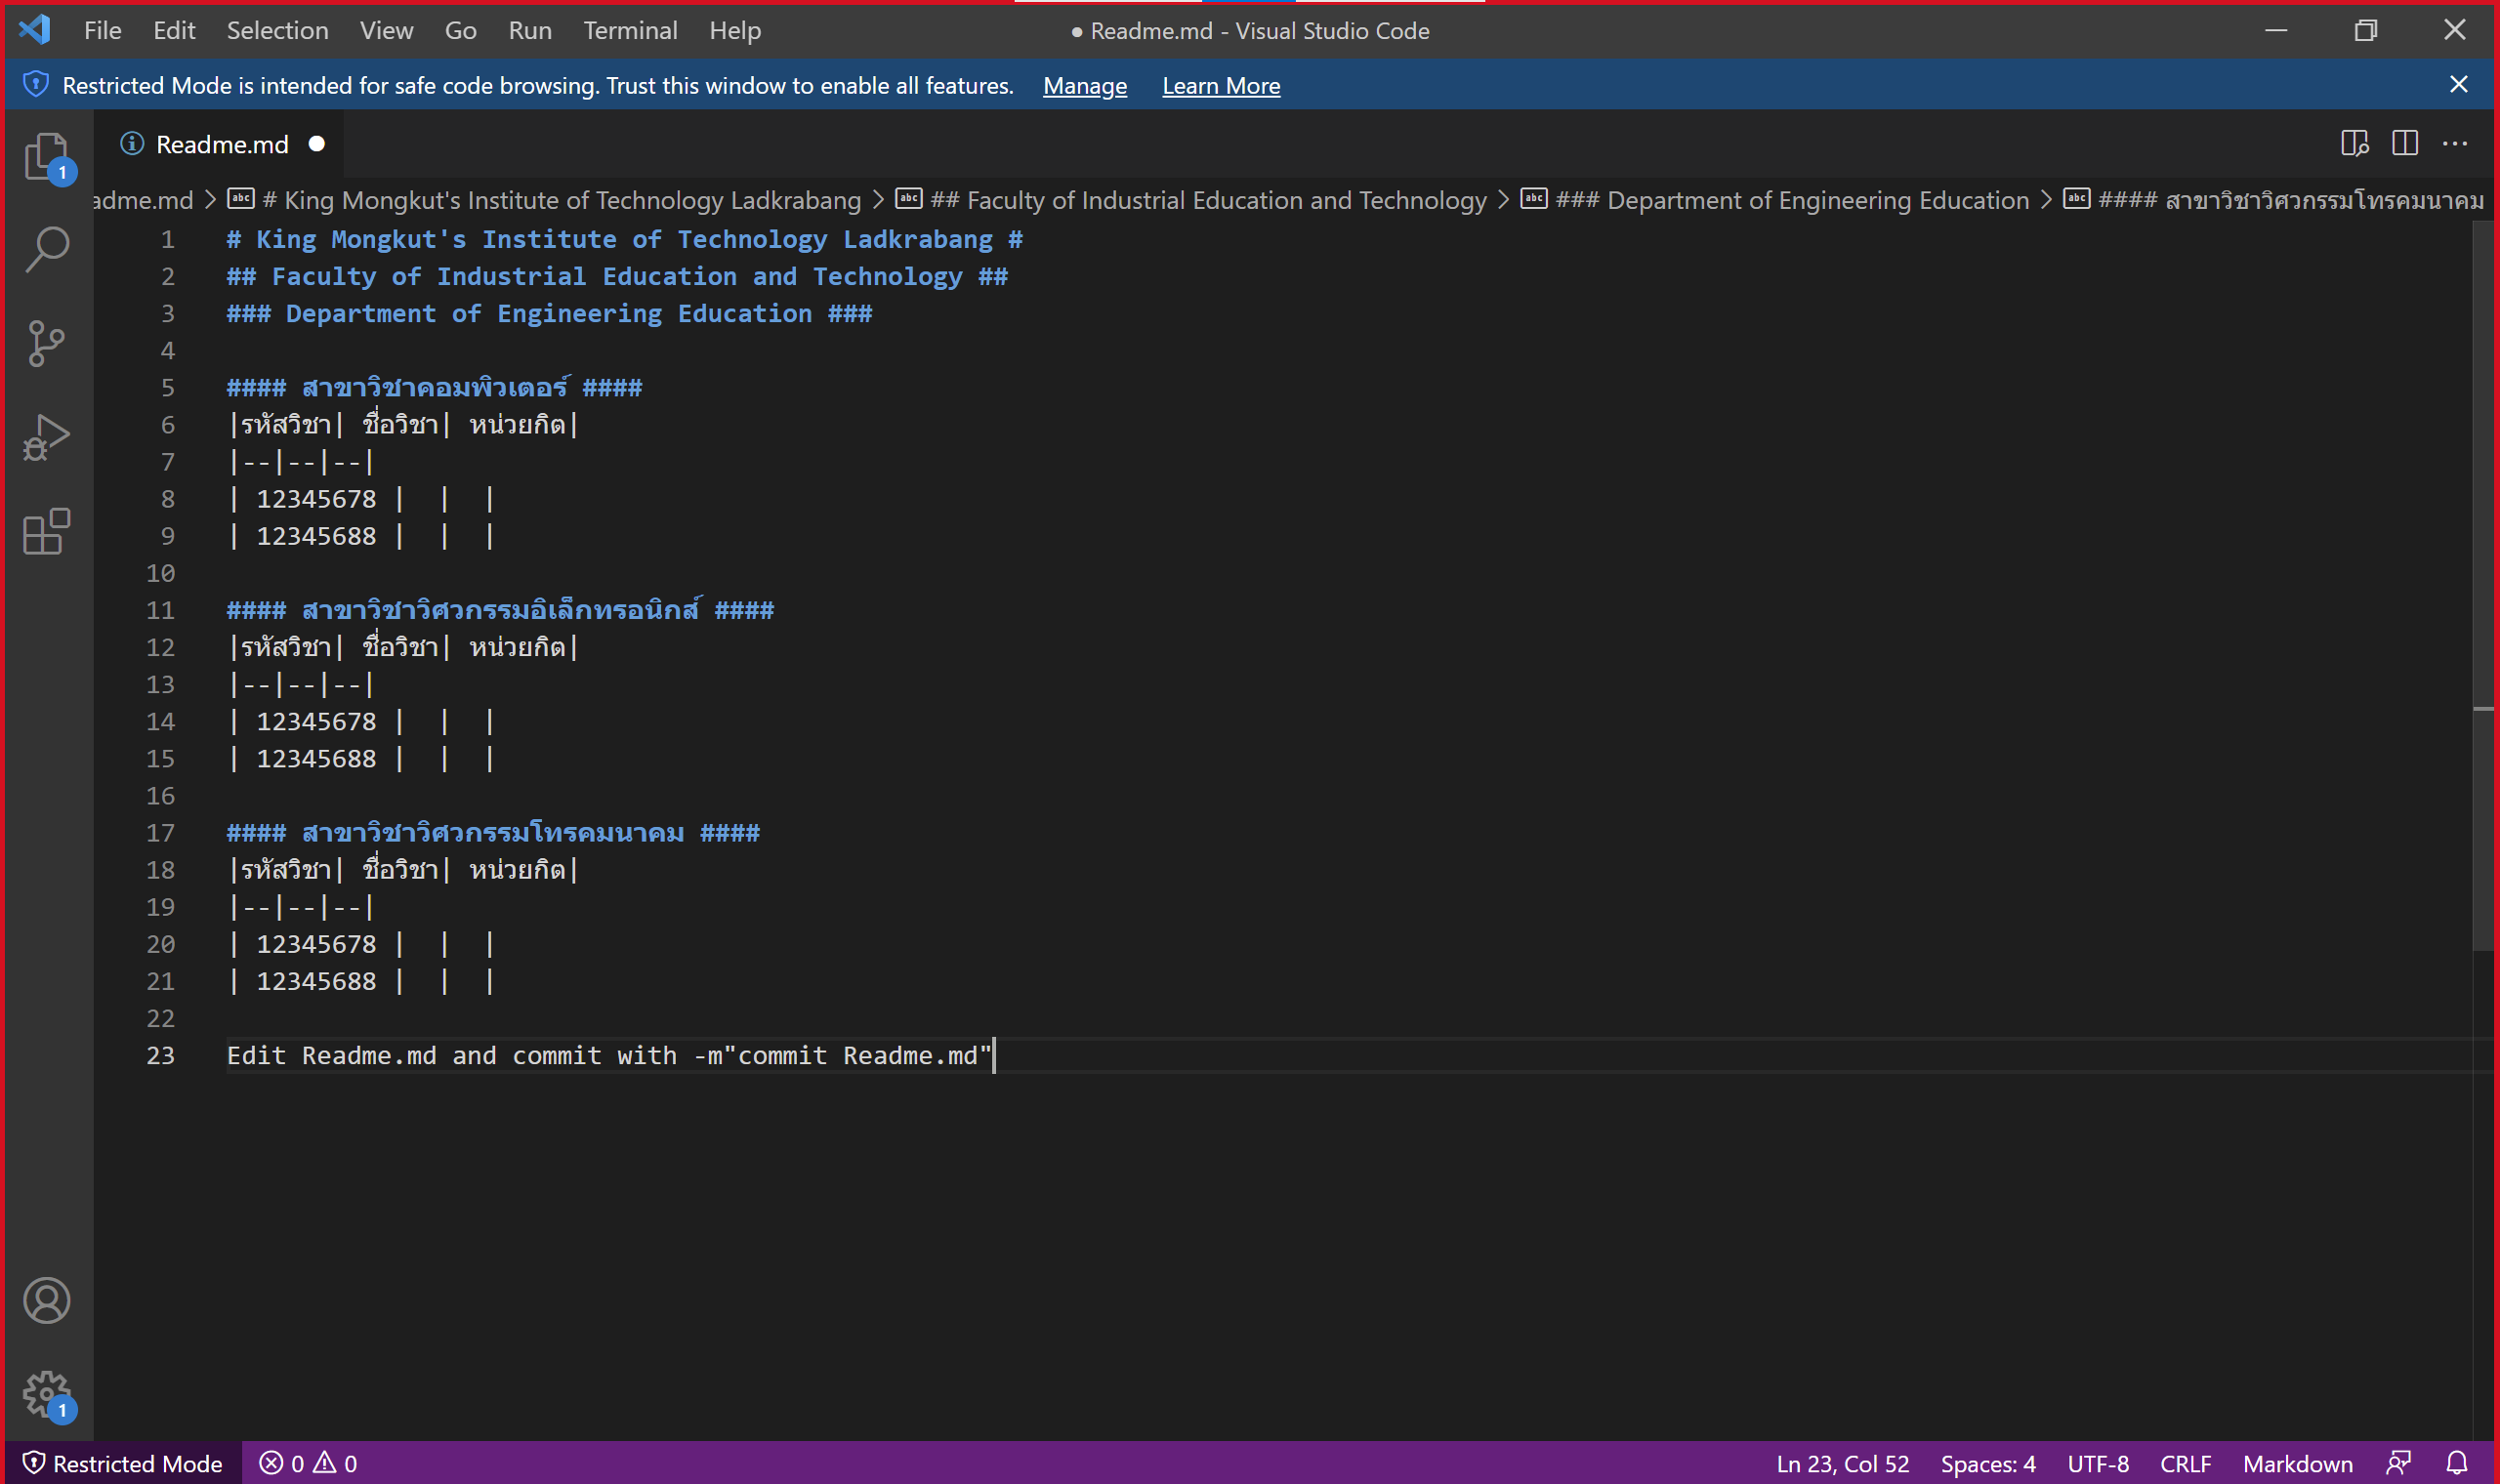 File Edit Selection View Go Run Terminal Help ● Readme.md - Visual Studio Code
Restricted Mode is intended for safe code browsing. Trust this window to enable all features. Manage Learn More
1
Readme.md ●
adme.md > # King Mongkut's Institute of Technology Ladkrabang > ## Faculty of Industrial Education and Technology > ### Department of Engineering Education > #### สาขาวิชาวิศวกรรมโทรคมนาคม
1 # King Mongkut's Institute of Technology Ladkrabang #
2 ## Faculty of Industrial Education and Technology ##
3 ### Department of Engineering Education ###
4
5 #### สาขาวิชาคอมพิวเตอร์ ####
6 |รหัสวิชา| ชื่อวิชา| หน่วยกิต|
7 |--|--|--|
8 | 12345678 |  |  |
9 | 12345688 |  |  |
10
11 #### สาขาวิชาวิศวกรรมอิเล็กทรอนิกส์ ####
12 |รหัสวิชา| ชื่อวิชา| หน่วยกิต|
13 |--|--|--|
14 | 12345678 |  |  |
15 | 12345688 |  |  |
16
17 #### สาขาวิชาวิศวกรรมโทรคมนาคม ####
18 |รหัสวิชา| ชื่อวิชา| หน่วยกิต|
19 |--|--|--|
20 | 12345678 |  |  |
21 | 12345688 |  |  |
22
23 Edit Readme.md and commit with -m"commit Readme.md"
1
Restricted Mode 0 0 Ln 23, Col 52 Spaces: 4 UTF-8 CRLF Markdown